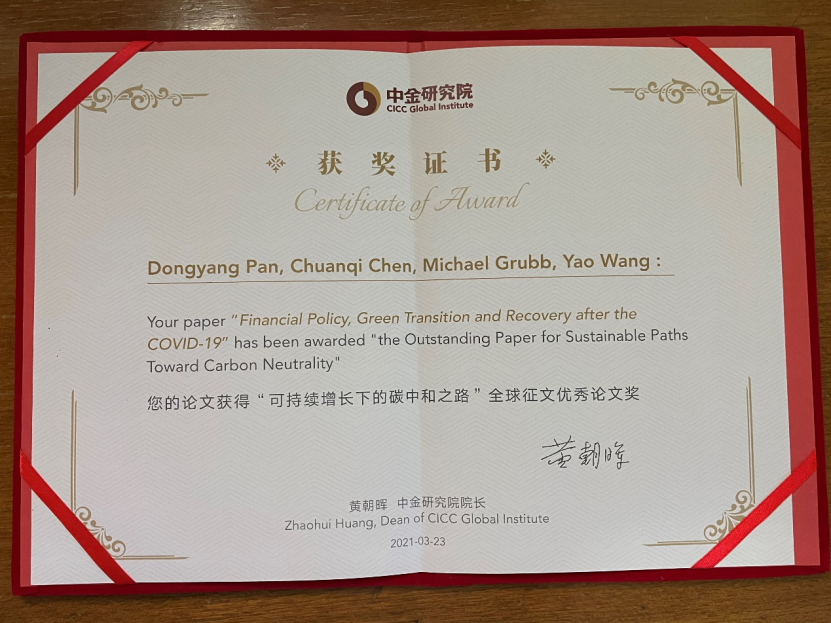 中金研究院
CICC Global Institute
获奖证书
Certificate of Award
Dongyang Pan, Chuanqi Chen, Michael Grubb, Yao Wang :
Your paper “Financial Policy, Green Transition and Recovery after the
COVID-19” has been awarded "the Outstanding Paper for Sustainable Paths
Toward Carbon Neutrality"
您的论文获得“可持续增长下的碳中和之路”全球征文优秀论文奖
黄朝晖
黄朝晖 中金研究院院长
Zhaohui Huang, Dean of CICC Global Institute
2021-03-23